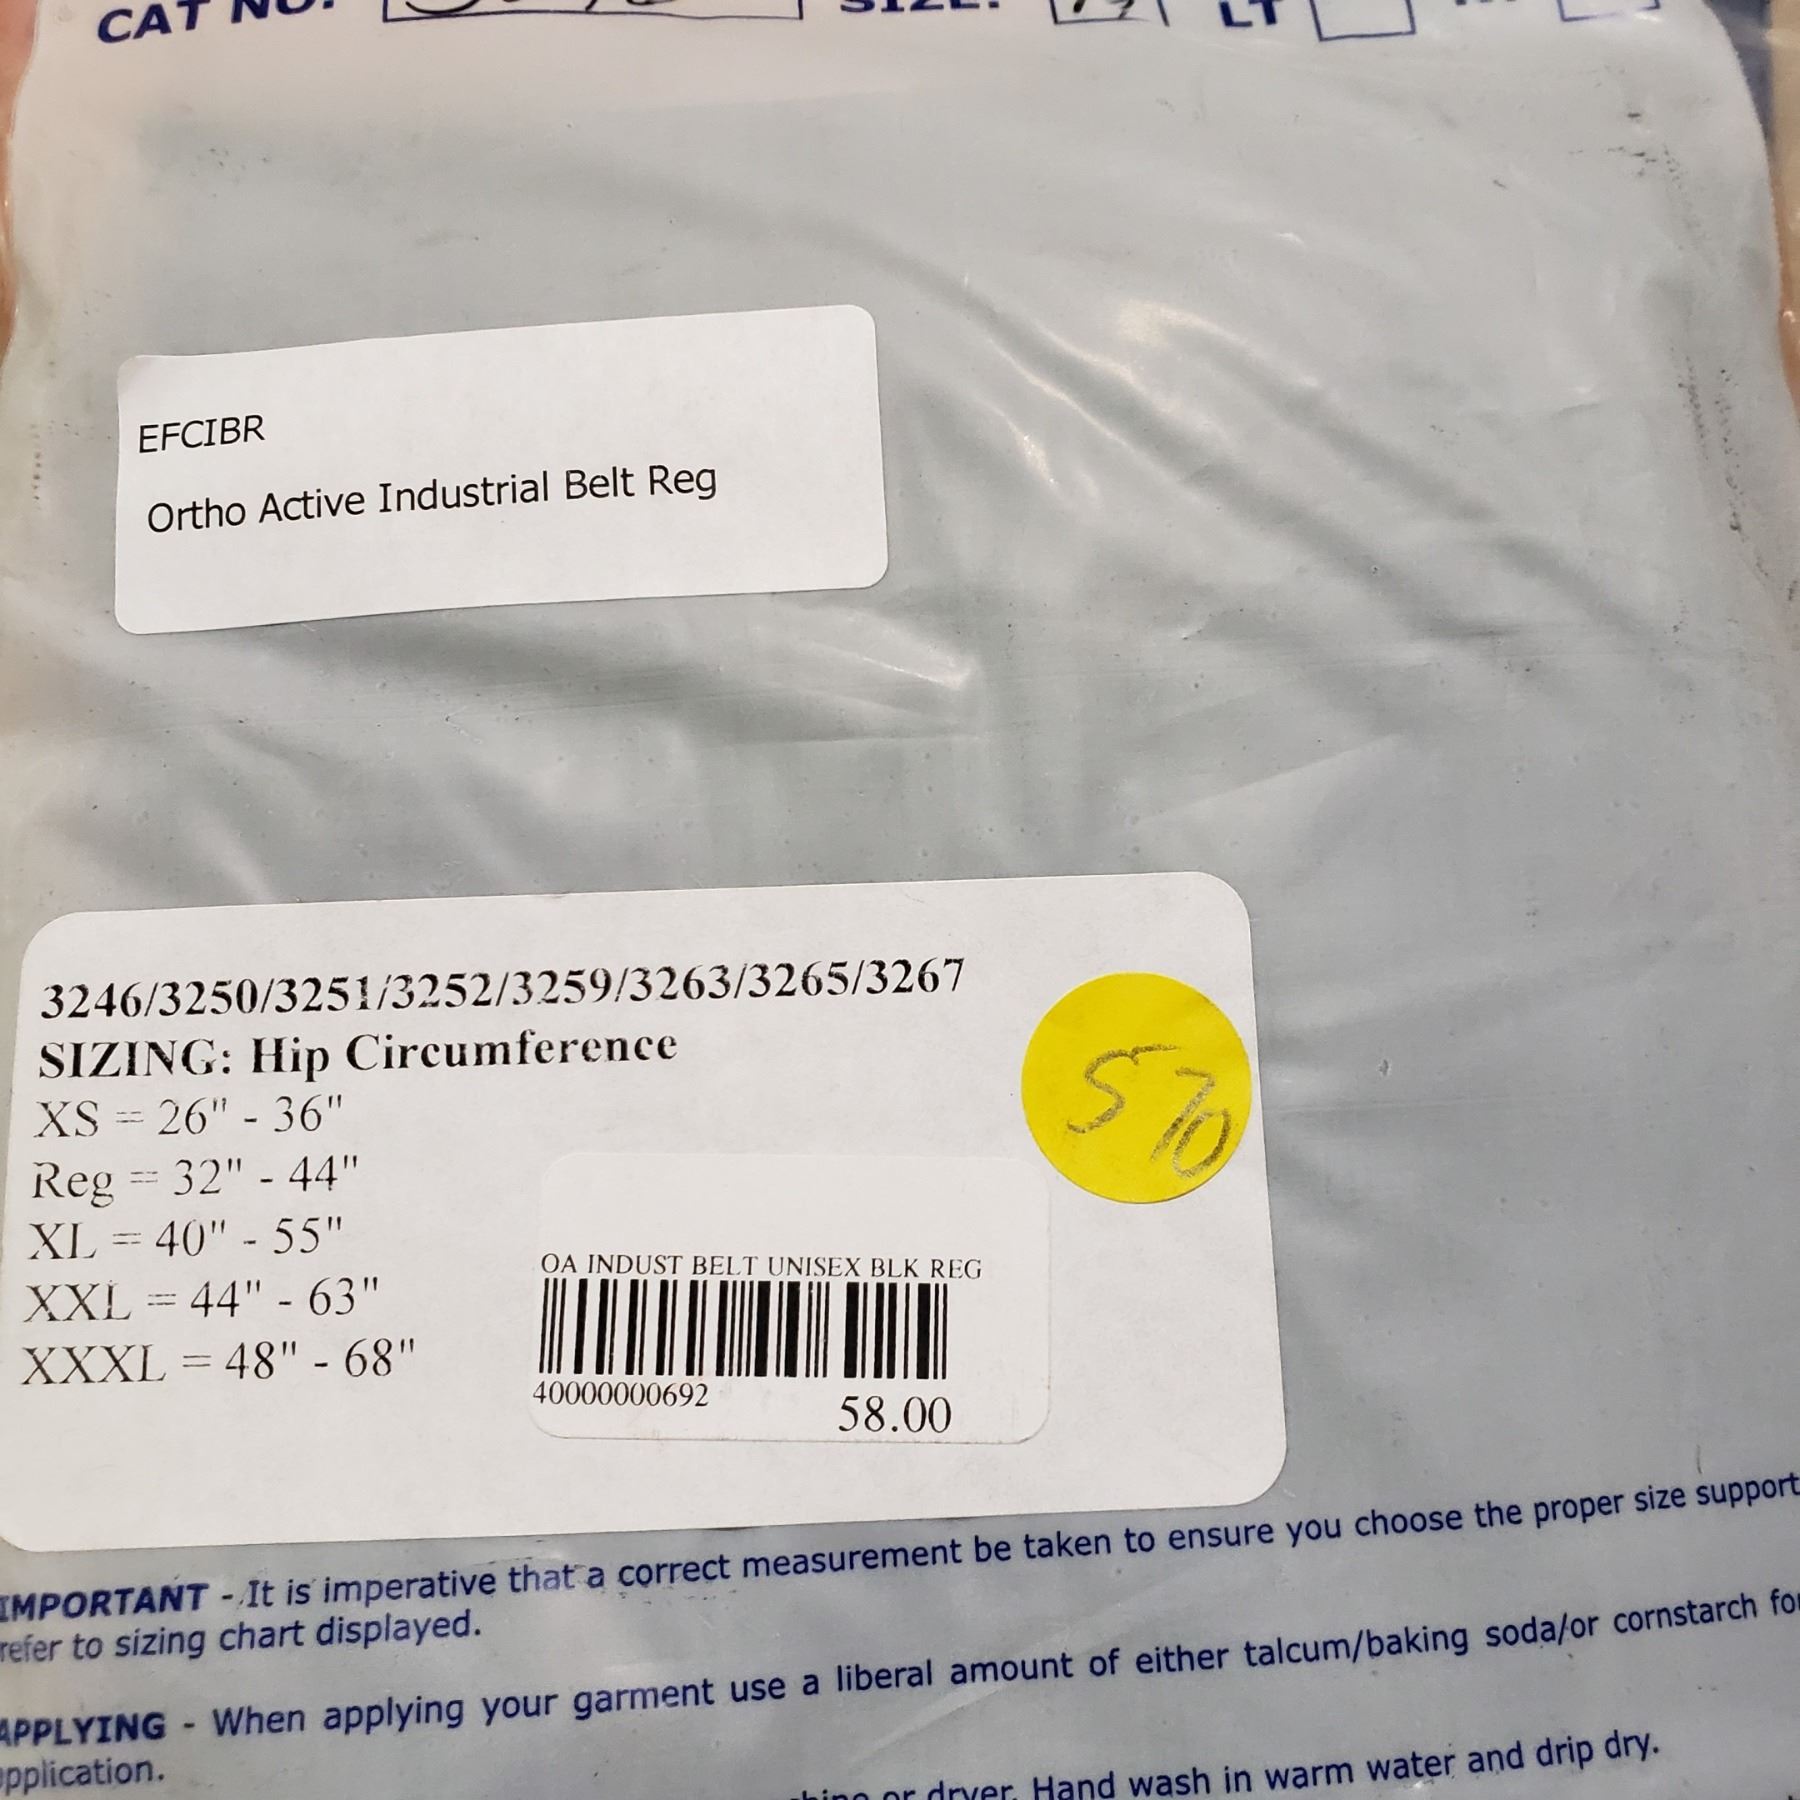 CAT NO.
SIZE:
LT
EFCIBR
Ortho Active Industrial Belt Reg
3246/3250/3251/3252/3259/3263/3265/3267
SIZING: Hip Circumference
XS = 26" - 36"
Reg = 32" - 44"
XL = 40" - 55"
XXL = 44" - 63"
XXXL = 48" - 68"
570
OA INDUST BELT UNISEX BLK REG
40000000692
58.00
IMPORTANT - It is imperative that a correct measurement be taken to ensure you choose the proper size support
refer to sizing chart displayed.
APPLYING - When applying your garment use a liberal amount of either talcum/baking soda/or cornstarch for
application.
or dryer. Hand wash in warm water and drip dry.